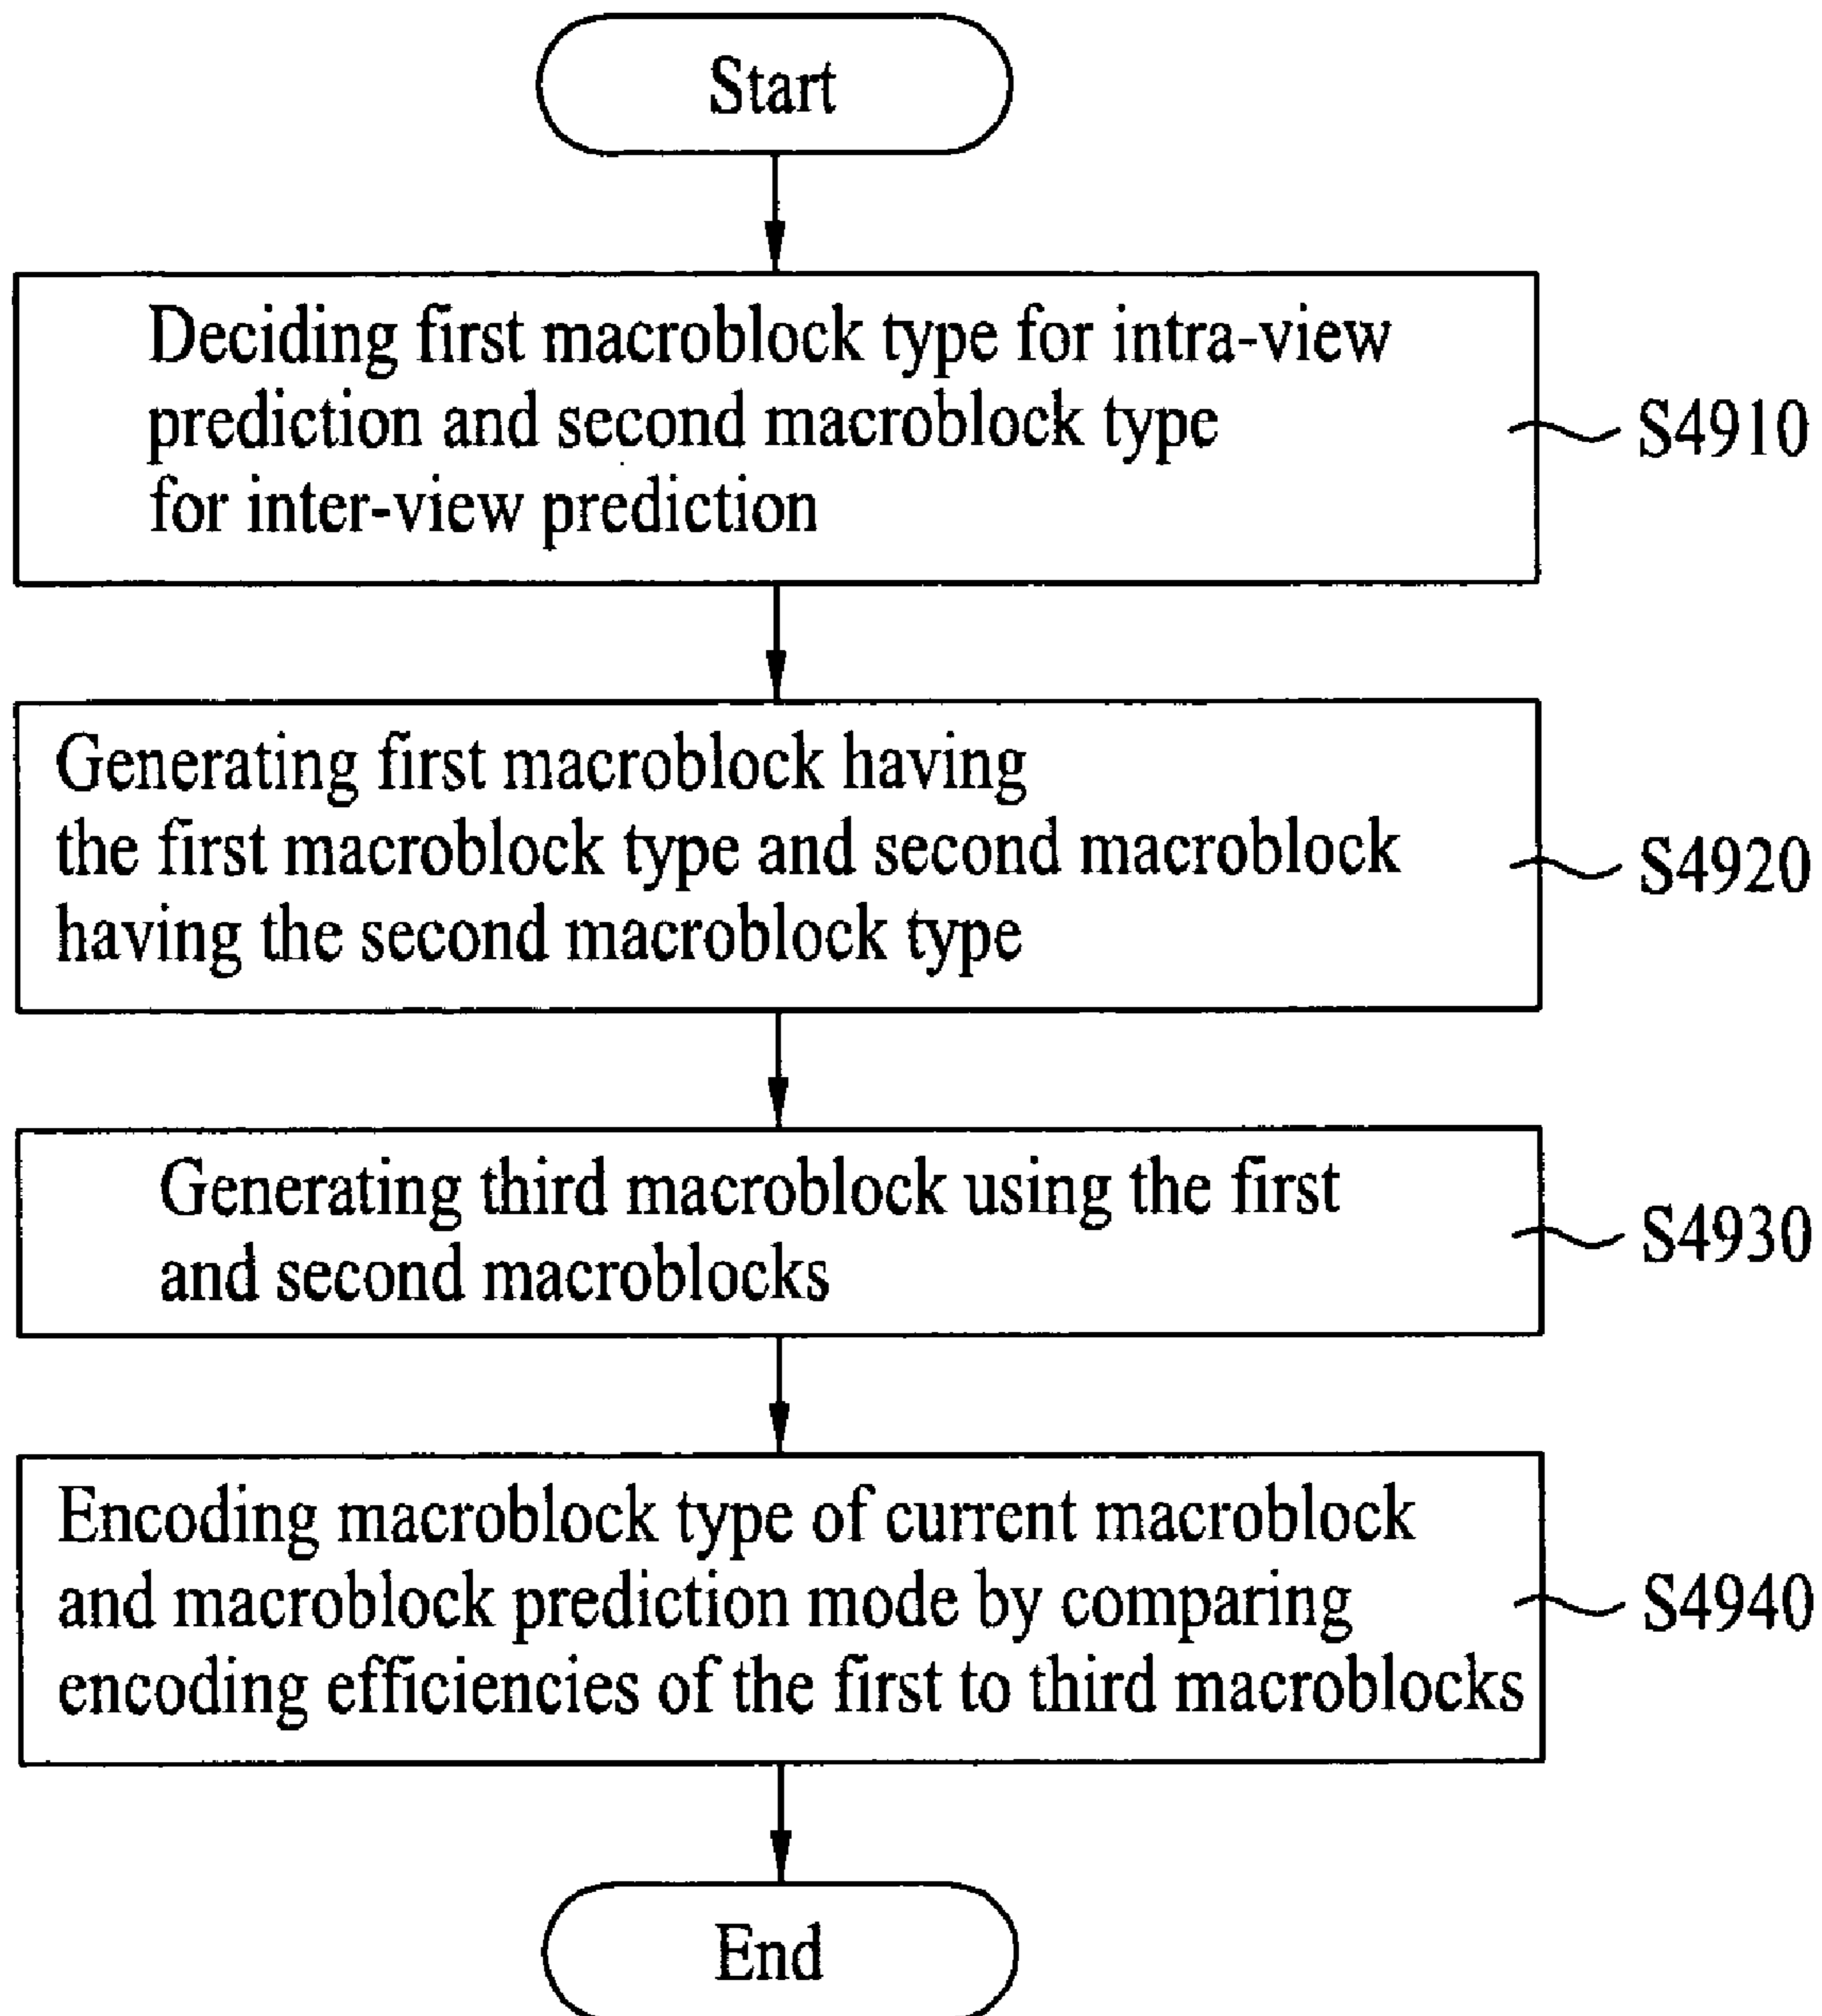 Start
Deciding first macroblock type for intra-view
prediction and second macroblock type
for inter-view prediction
S4910
Generating first macroblock having
the first macroblock type and second macroblock
having the second macroblock type
S4920
Generating third macroblock using the first
and second macroblocks
S4930
Encoding macroblock type of current macroblock
and macroblock prediction mode by comparing
encoding efficiencies of the first to third macroblocks
S4940
End